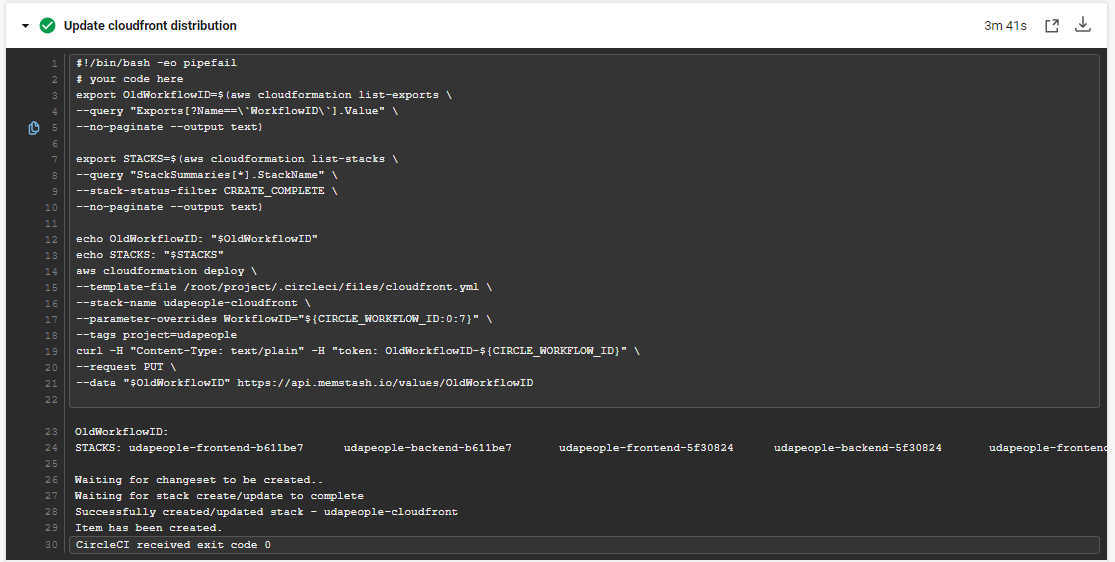 Update cloudfront distribution 3m 41s
1 #!/bin/bash -eo pipefail
2 # your code here
3 export OldWorkflowID=$(aws cloudformation list-exports \
4 --query "Exports[?Name==\`WorkflowID\`].Value" \
5 --no-paginate --output text)
6
7 export STACKS=$(aws cloudformation list-stacks \
8 --query "StackSummaries[*].StackName" \
9 --stack-status-filter CREATE_COMPLETE \
10 --no-paginate --output text)
11
12 echo OldWorkflowID: "$OldWorkflowID"
13 echo STACKS: "$STACKS"
14 aws cloudformation deploy \
15 --template-file /root/project/.circleci/files/cloudfront.yml \
16 --stack-name udapeople-cloudfront \
17 --parameter-overrides WorkflowID="${CIRCLE_WORKFLOW_ID:0:7}" \
18 --tags project=udapeople
19 curl -H "Content-Type: text/plain" -H "token: OldWorkflowID-${CIRCLE_WORKFLOW_ID}" \
20 --request PUT \
21 --data "$OldWorkflowID" https://api.memstash.io/values/OldWorkflowID
22
23 OldWorkflowID:
24 STACKS: udapeople-frontend-b611be7 udapeople-backend-b611be7 udapeople-frontend-5f30824 udapeople-backend-5f30824 udapeople-frontend
25
26 Waiting for changeset to be created..
27 Waiting for stack create/update to complete
28 Successfully created/updated stack - udapeople-cloudfront
29 Item has been created.
30 CircleCI received exit code 0